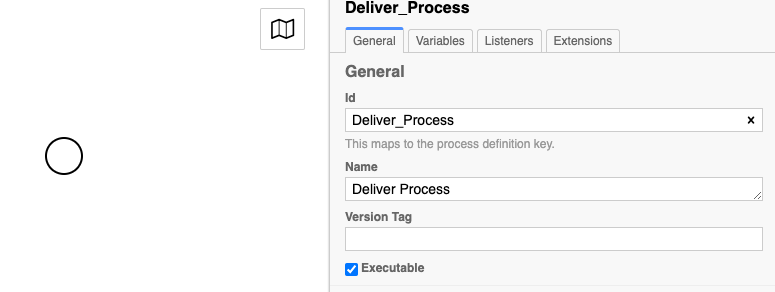 Deliver_Process
General Variables Listeners Extensions
General
Id
Deliver_Process
This maps to the process definition key.
Name
Deliver Process
Version Tag
Executable